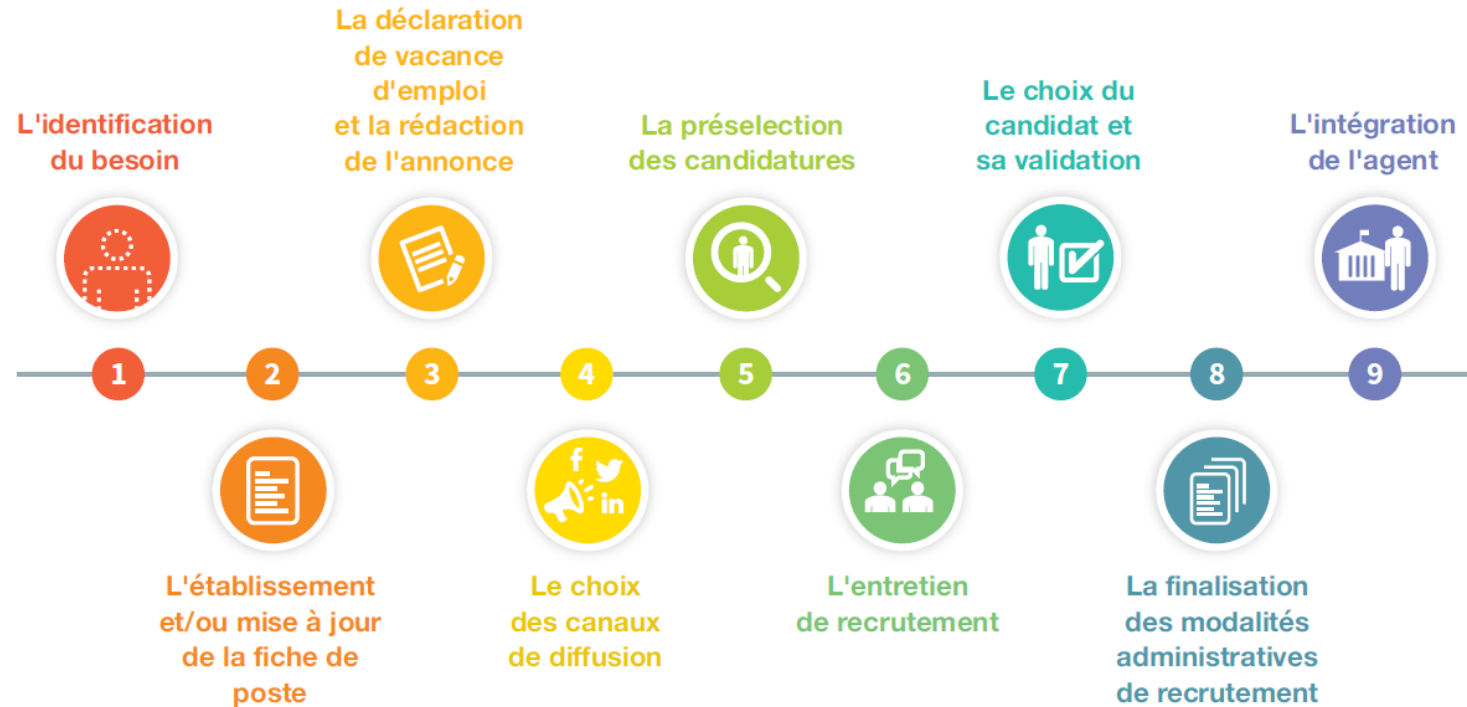 L'identification
du besoin
La déclaration
de vacance
d'emploi
et la rédaction
de l'annonce
La préselection
des candidatures
Le choix du
candidat et
sa validation
L'intégration
de l'agent
f
in
1
2
3
4
5
6
7
8
9
L'établissement
et/ou mise à jour
de la fiche de
poste
Le choix
des canaux
de diffusion
L'entretien
de recrutement
La finalisation
des modalités
administratives
de recrutement